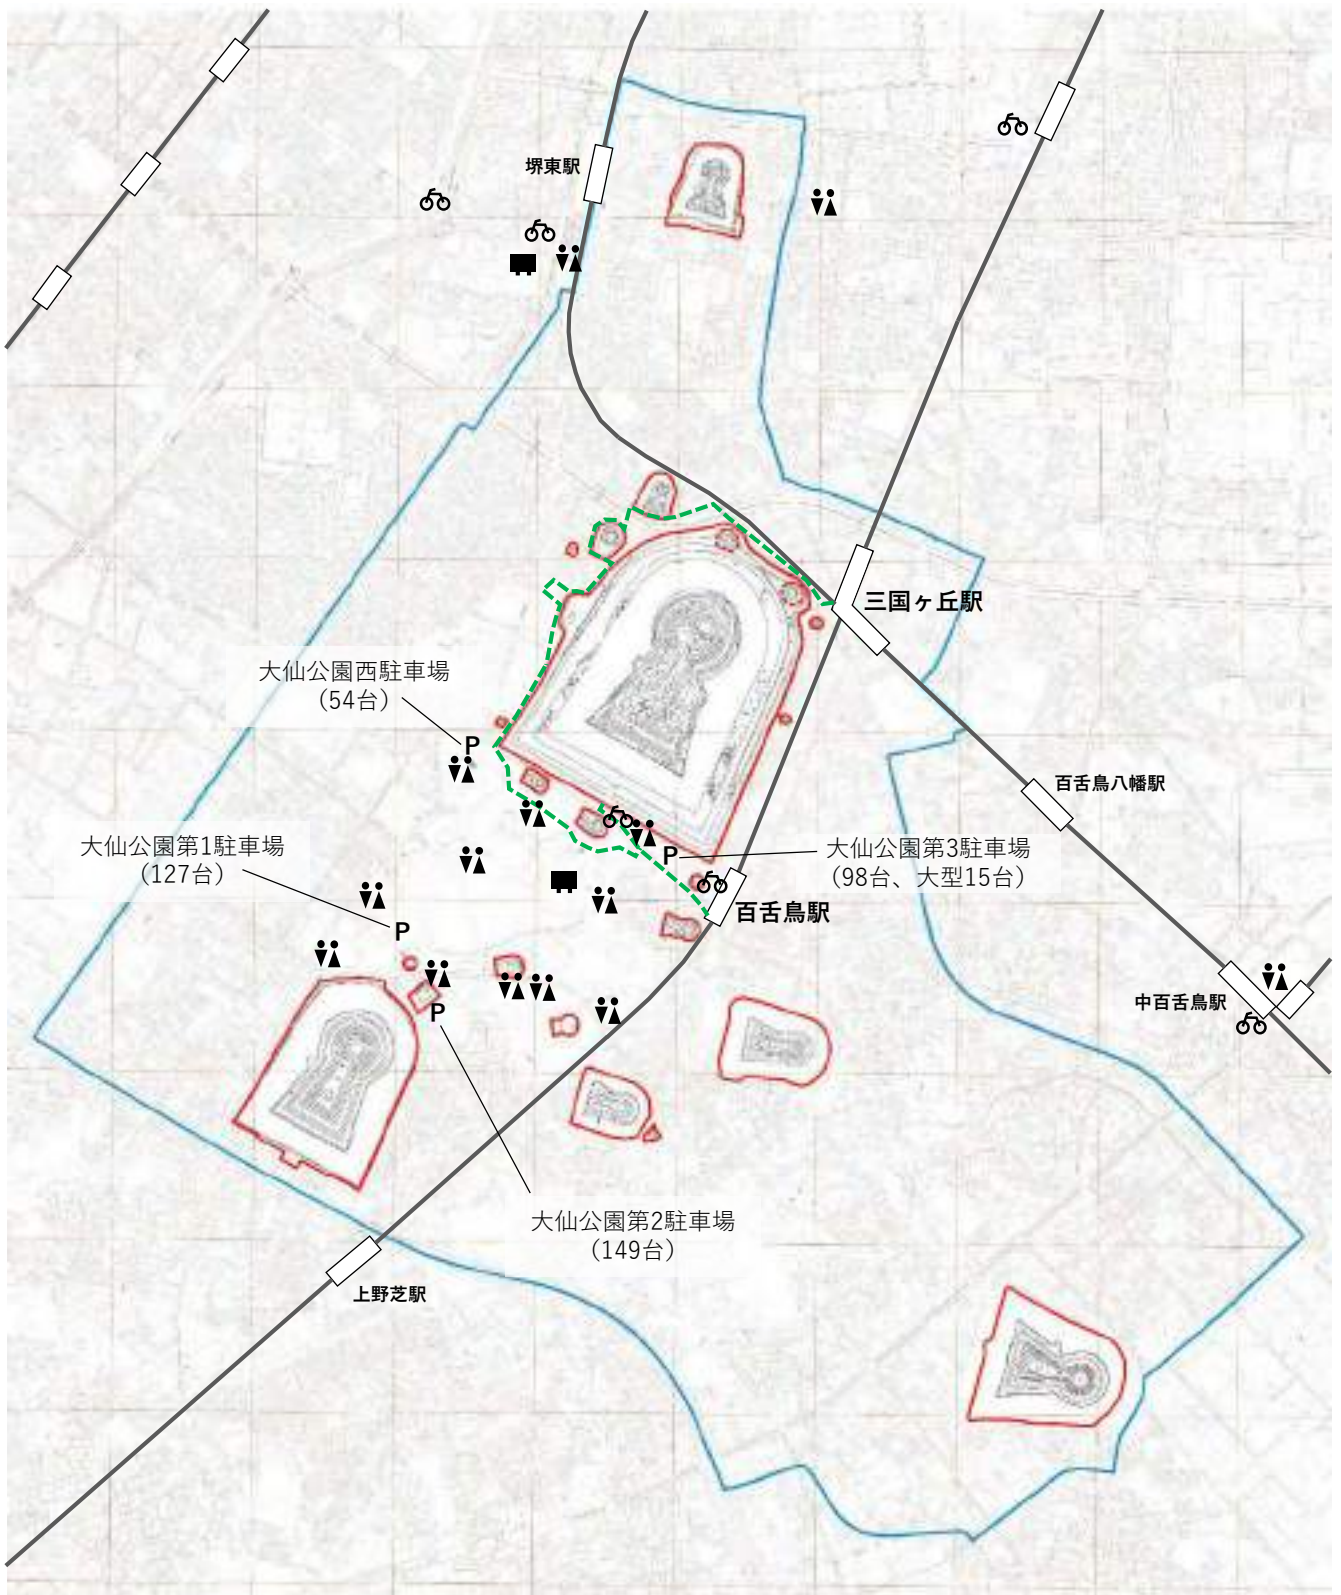 堺東駅
三国ヶ丘駅
大仙公園西駐車場
（54台）
P
百舌鳥八幡駅
大仙公園第1駐車場
（127台）
大仙公園第3駐車場
（98台、大型15台）
P
百舌鳥駅
P
中百舌鳥駅
P
大仙公園第2駐車場
（149台）
上野芝駅